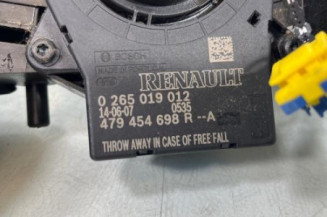 BOSCH
RENAULT
0 265 019 012
14-06-07 0535
479 454 698 R --A
THROW AWAY IN CASE OF FREE FALL